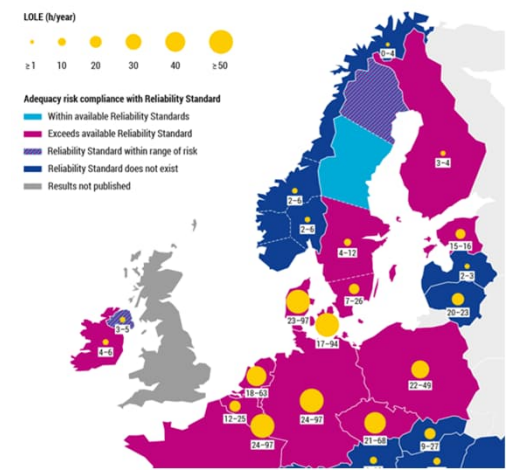 LOLE (h/year)
≥1 10 20 30 40 ≥50
Adequacy risk compliance with Reliability Standard
Within available Reliability Standards
Exceeds available Reliability Standard
Reliability Standard within range of risk
Reliability Standard does not exist
Results not published
0–4
3–4
2–6
2–6
15–16
4–12
2–3
7–26
20–23
23–97
3–5
17–94
4–6
22–49
18–63
12–25
24–97
21–68
24–97
9–27